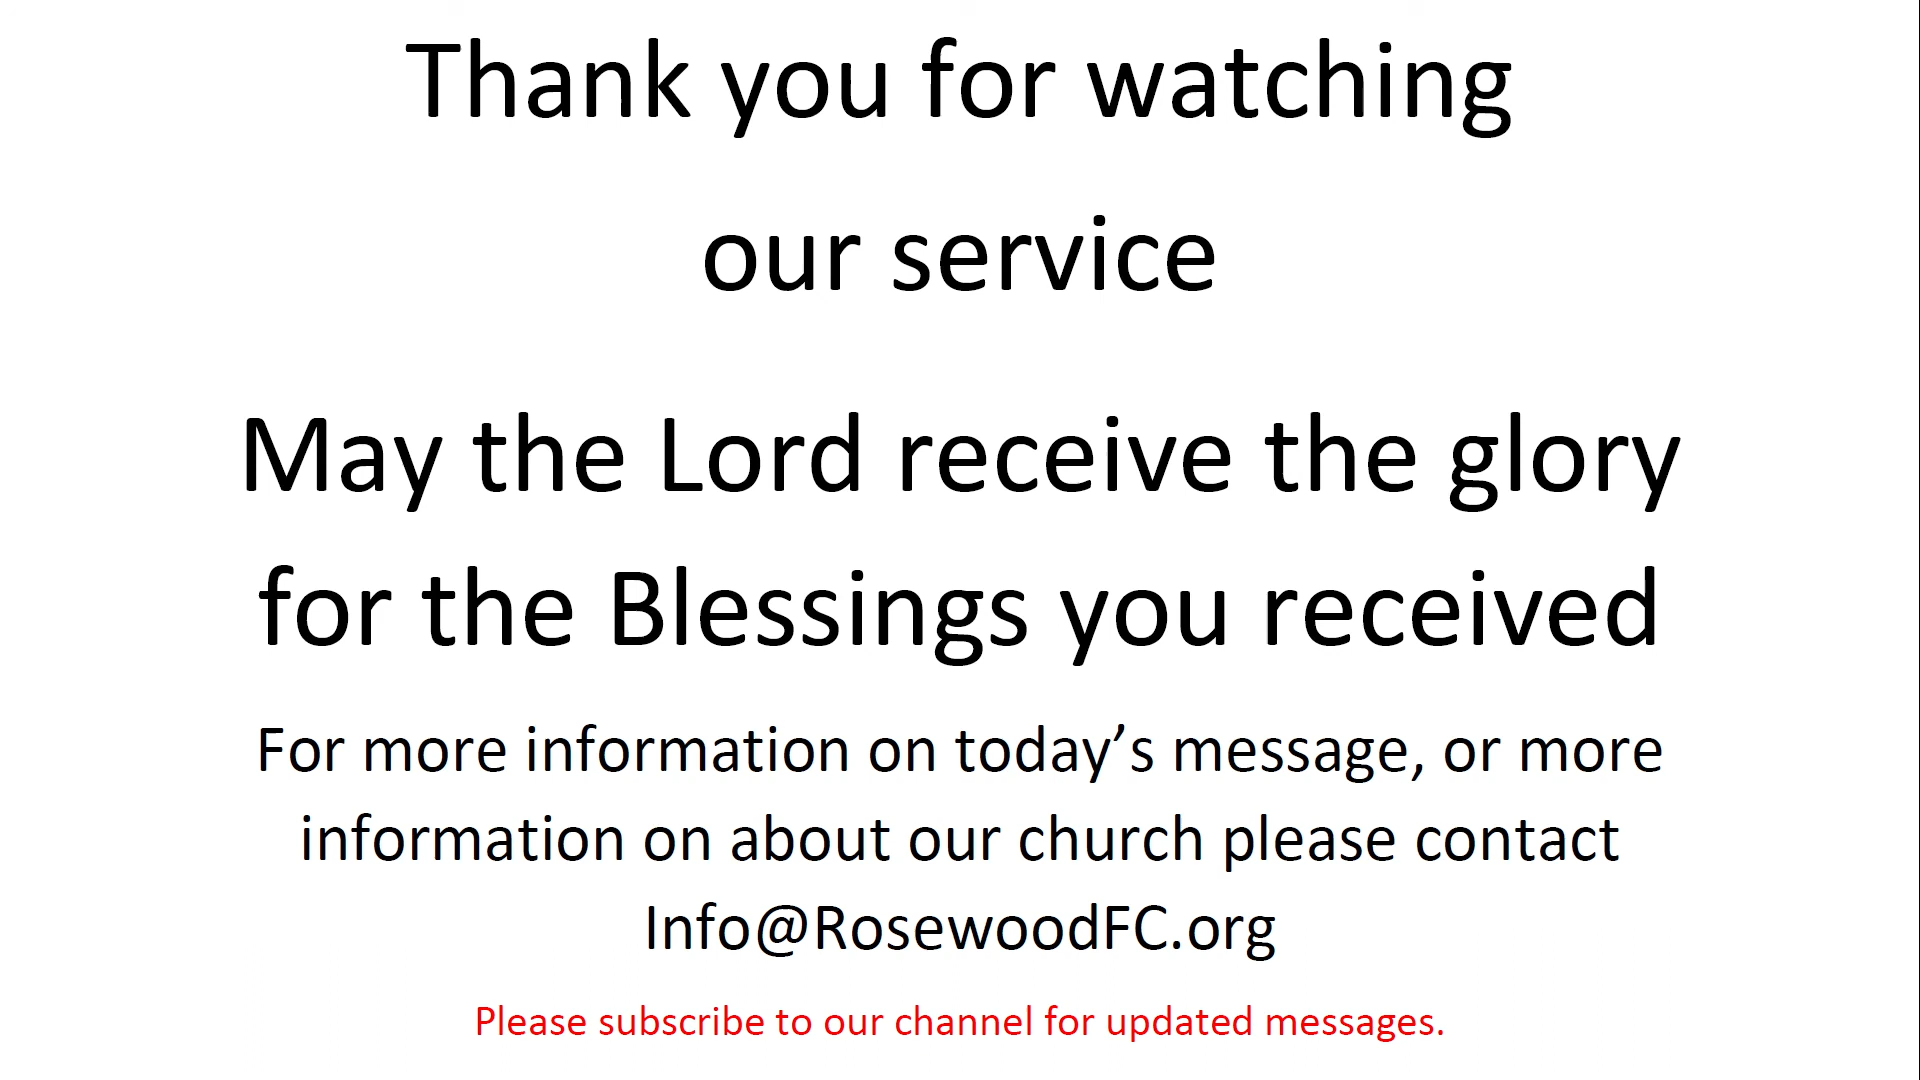 Thank you for watching
our service
May the Lord receive the glory
for the Blessings you received
For more information on today’s message, or more
information on about our church please contact
Info@RosewoodFC.org
Please subscribe to our channel for updated messages.